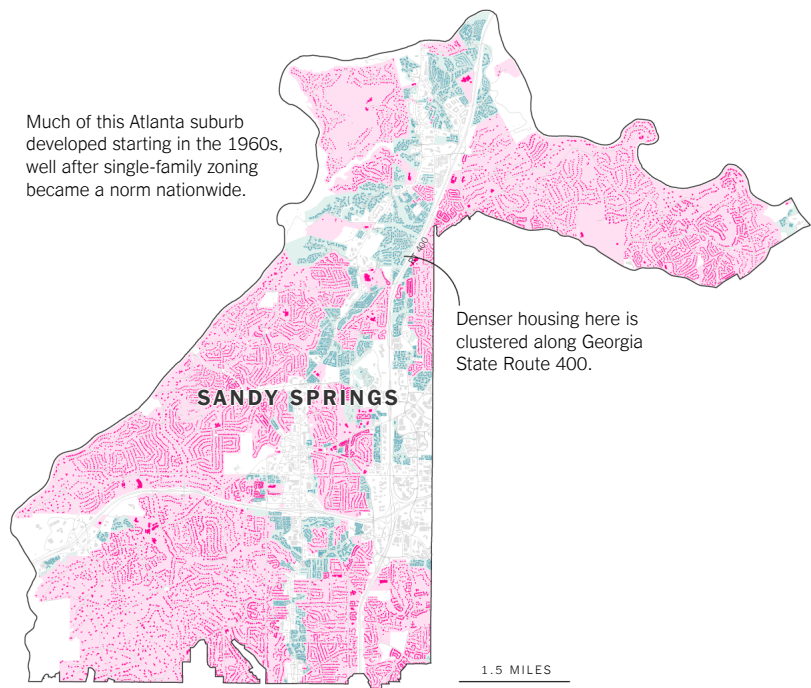 Much of this Atlanta suburb
developed starting in the 1960s,
well after single-family zoning
became a norm nationwide.
400
Denser housing here is
clustered along Georgia
State Route 400.
SANDY SPRINGS
1.5 MILES